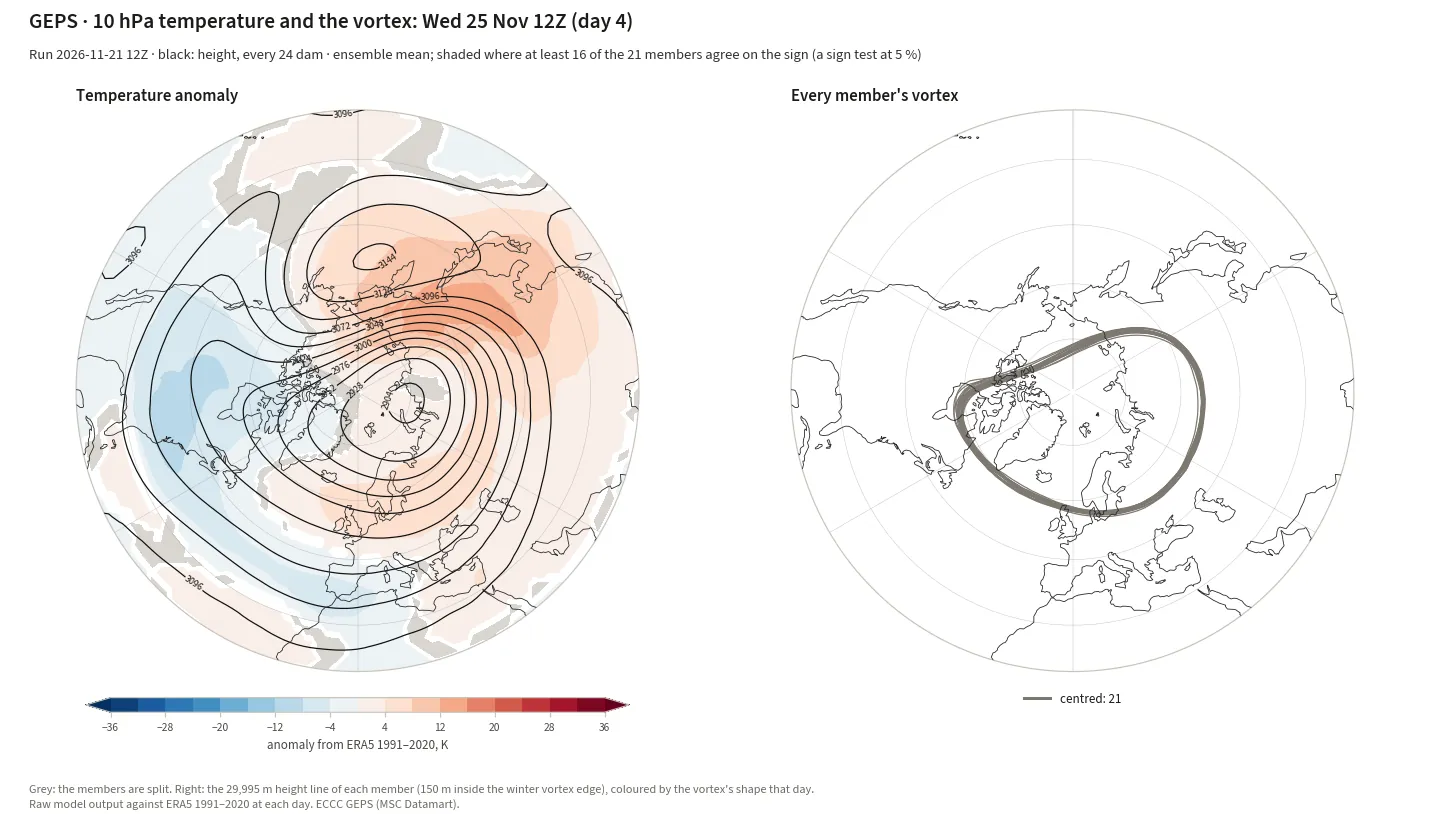 GEPS · 10 hPa temperature and the vortex: Wed 25 Nov 12Z (day 4)
Run 2026-11-21 12Z · black: height, every 24 dam · ensemble mean; shaded where at least 16 of the 21 members agree on the sign (a sign test at 5 %)
Temperature anomaly
Every member's vortex
3096
3096
3144
3096
3096
3072
3048
3000
2976
2928
2904
3096
centred: 21
−36 −28 −20 −12 −4 4 12 20 28 36
anomaly from ERA5 1991–2020, K
Grey: the members are split. Right: the 29,995 m height line of each member (150 m inside the winter vortex edge), coloured by the vortex's shape that day.
Raw model output against ERA5 1991–2020 at each day. ECCC GEPS (MSC Datamart).